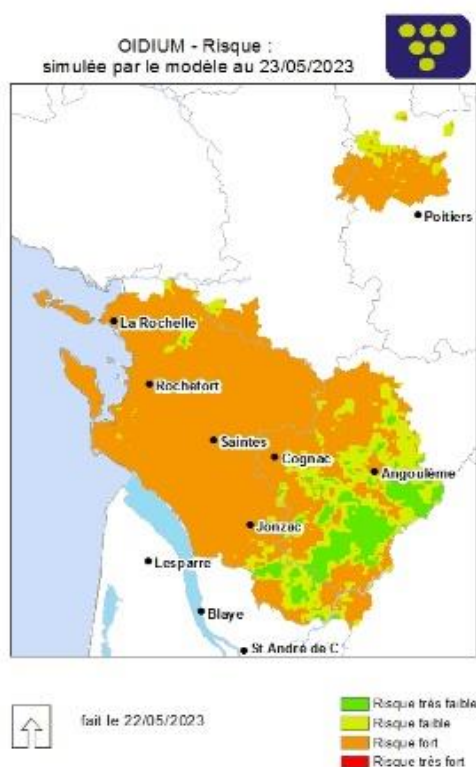 OIDIUM - Risque :
simulée par le modèle au 23/05/2023
Poitiers
La Rochelle
Rochefort
Saintes
Cognac
Angoulême
Jonzac
Lesparre
Blaye
St André de C
fait le 22/05/2023
Risque très faible
Risque faible
Risque fort
Risque très fort